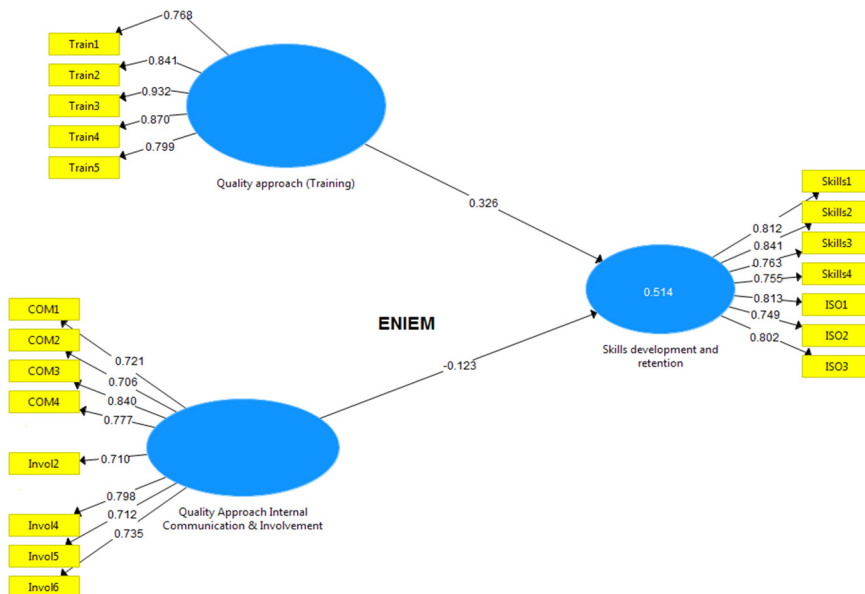 Train1
0.768
Train2
0.841
Train3
0.932
Train4
0.870
Train5
0.799
Quality approach (Training)
0.326
Skills1
0.812
Skills2
0.841
Skills3
0.763
Skills4
0.755
ISO1
0.813
ISO2
0.749
ISO3
0.802
0.514
Skills development and
retention
ENIEM
-0.123
COM1
0.721
COM2
0.706
COM3
0.840
COM4
0.777
Invol2
0.710
Invol4
0.798
Invol5
0.712
Invol6
0.735
Quality Approach Internal
Communication & Involvement